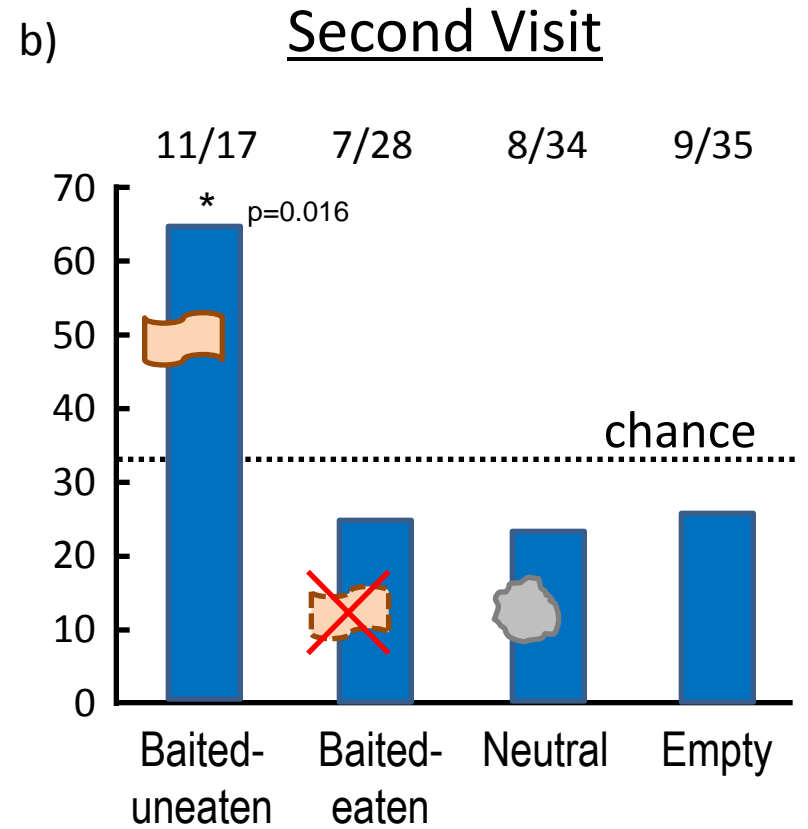 b)
Second Visit
11/17 7/28 8/34 9/35
70
* p=0.016
60
50
40
chance
30
20
10
0
Baited- Baited- Neutral Empty
uneaten eaten